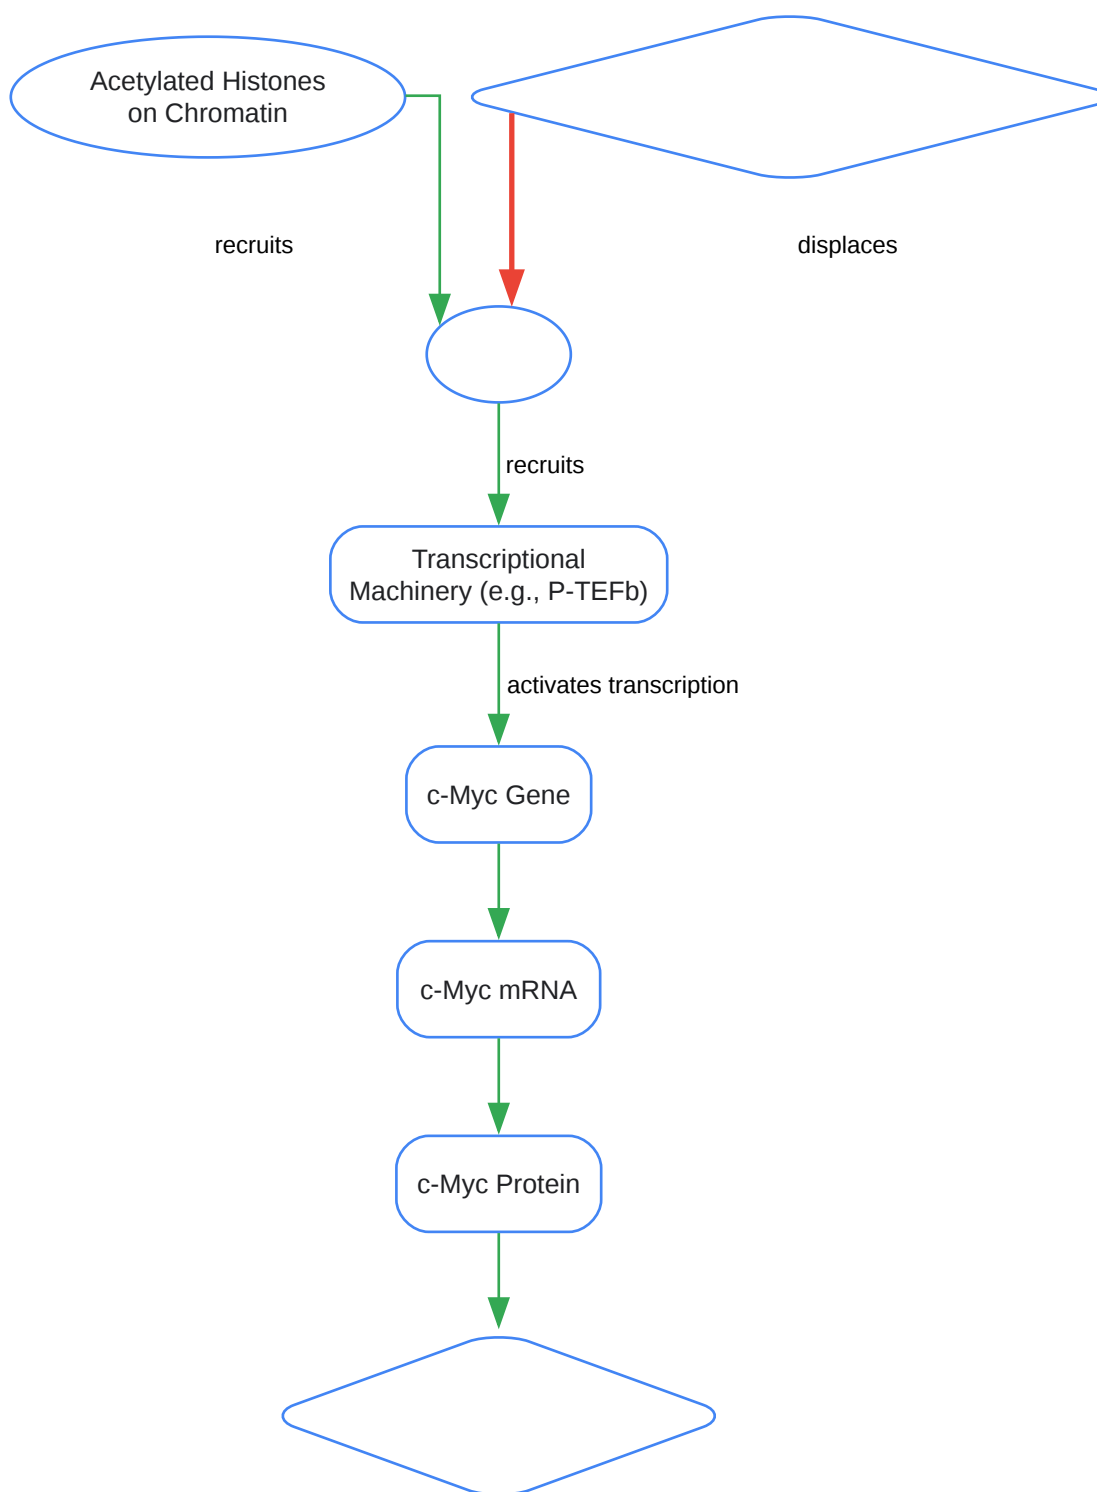 Acetylated Histones
on Chromatin
recruits
displaces
recruits
Transcriptional
Machinery (e.g., P-TEFb)
activates transcription
c-Myc Gene
c-Myc mRNA
c-Myc Protein